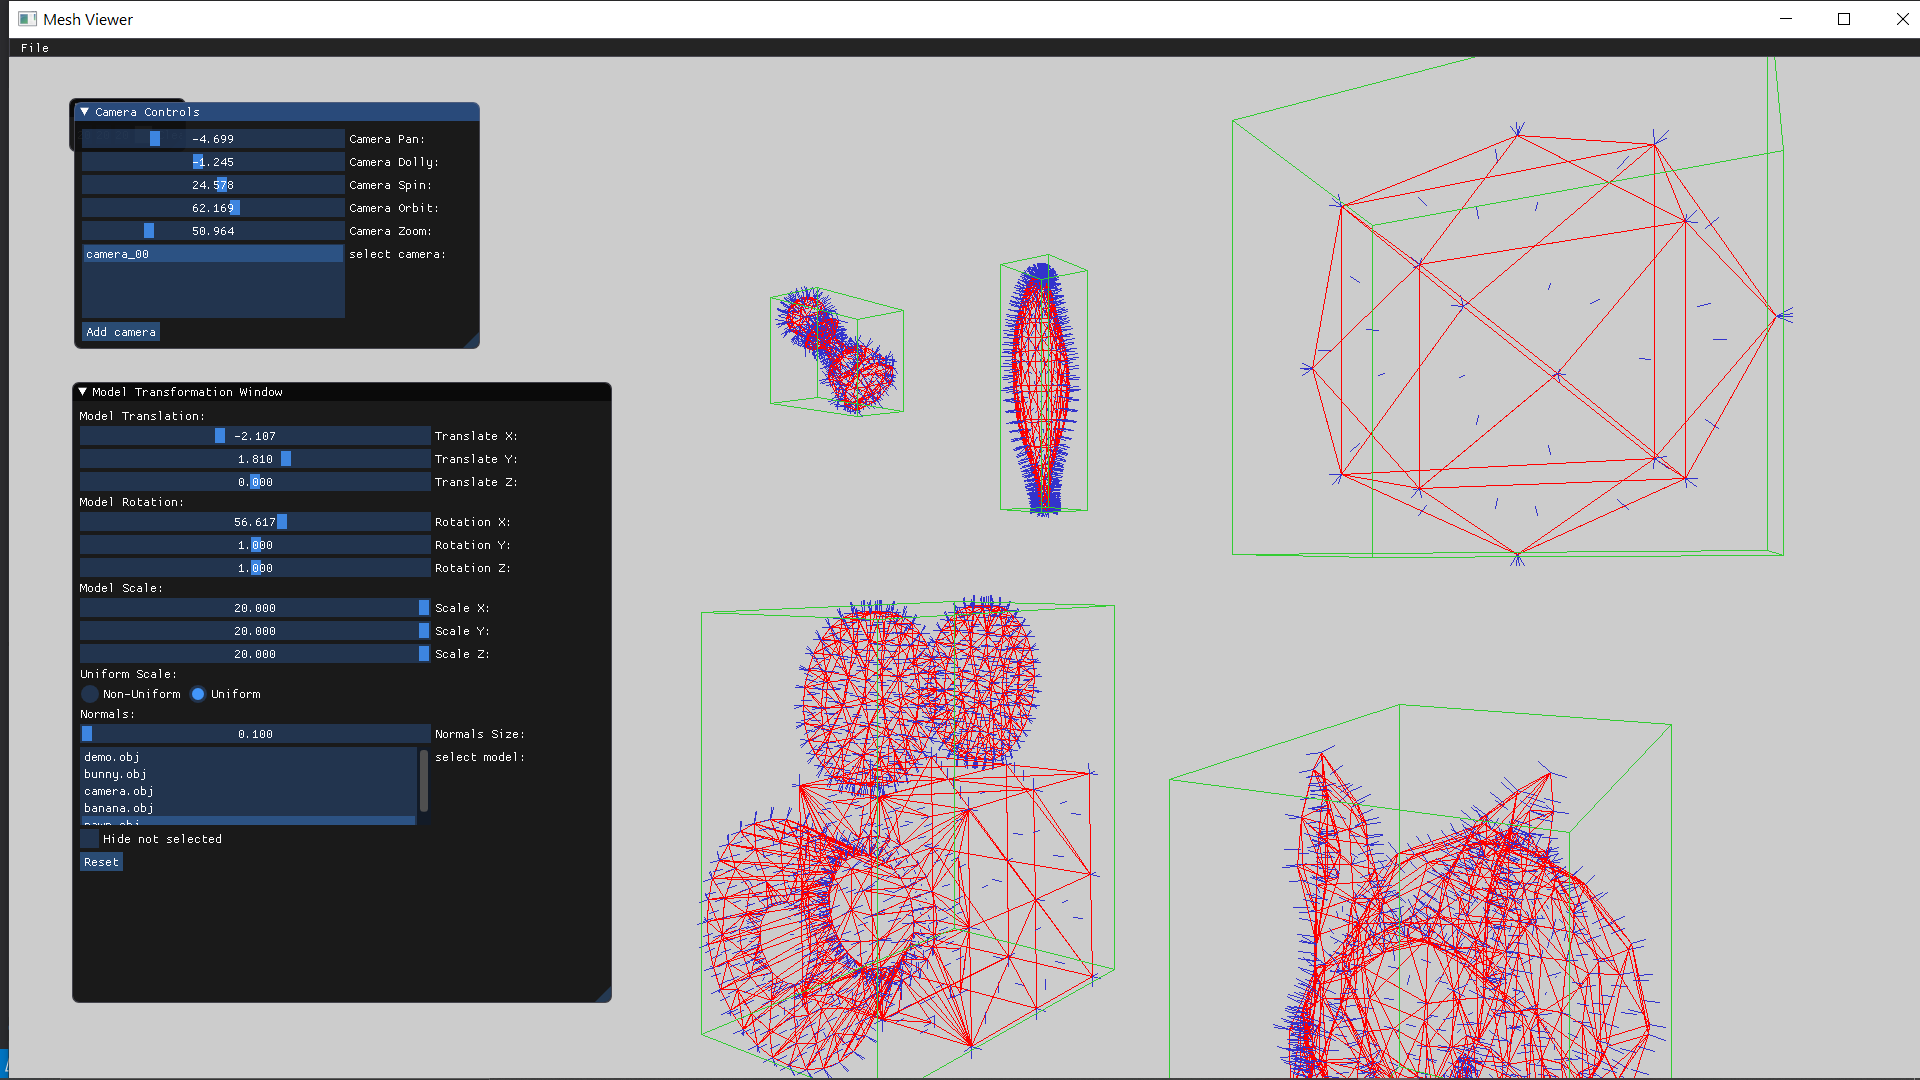 Mesh Viewer
File
Camera Controls
-4.699 Camera Pan:
-1.245 Camera Dolly:
24.578 Camera Spin:
62.169 Camera Orbit:
50.964 Camera Zoom:
camera_00 select camera:
Add camera
Model Transformation Window
Model Translation:
-2.107 Translate X:
1.810 Translate Y:
0.000 Translate Z:
Model Rotation:
56.617 Rotation X:
1.000 Rotation Y:
1.000 Rotation Z:
Model Scale:
20.000 Scale X:
20.000 Scale Y:
20.000 Scale Z:
Uniform Scale:
Non-Uniform Uniform
Normals:
0.100 Normals Size:
demo.obj select model:
bunny.obj
camera.obj
banana.obj
Hide not selected
Reset